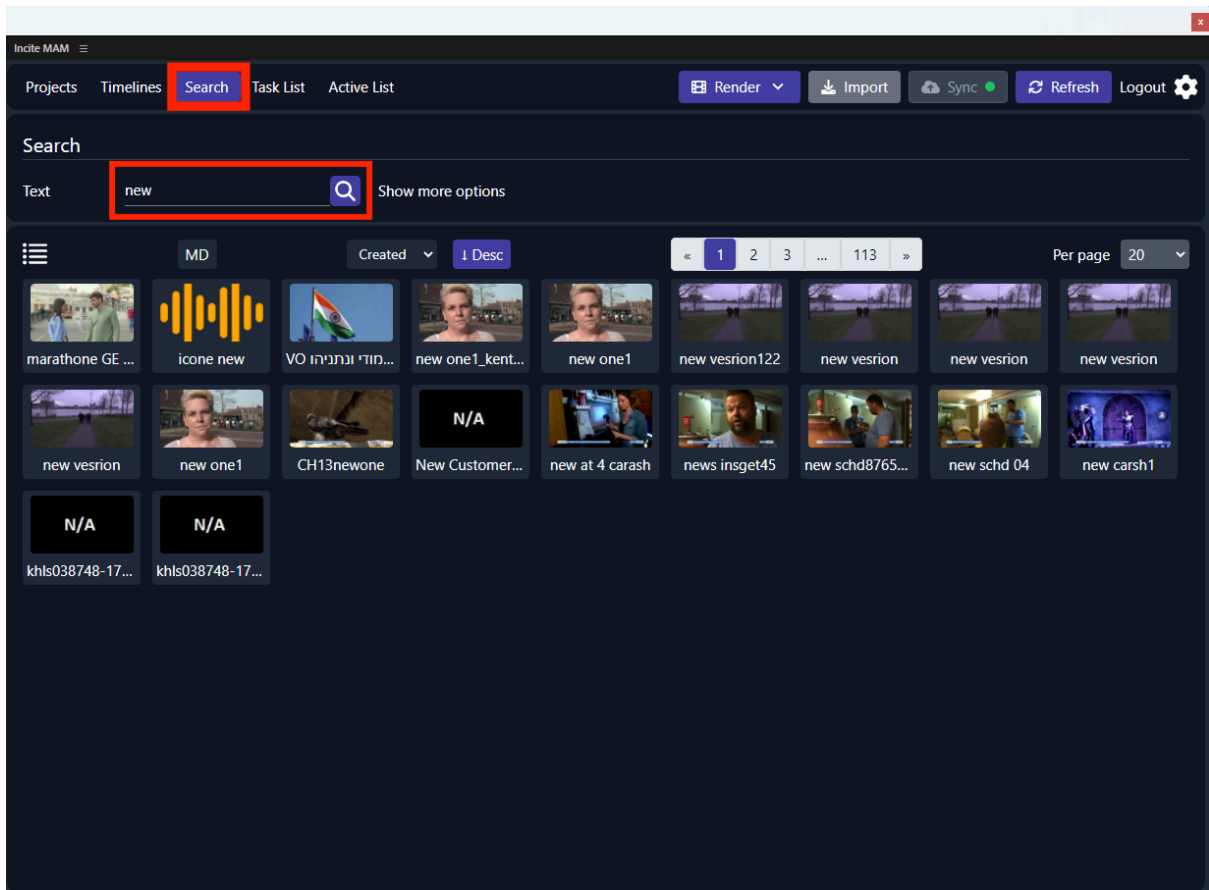 x
Incite MAM
Projects Timelines Search Task List Active List Render Import Sync Refresh Logout
Search
Text new Show more options
MD Created ↓ Desc « 1 2 3 ... 113 » Per page 20
marathone GE ... icone new VO מודי ונתניהו... new one1_kent... new one1 new vesrion122 new vesrion new vesrion new vesrion
N/A
new vesrion new one1 CH13newone New Customer... new at 4 carash news insget45 new schd8765... new schd 04 new carsh1
N/A N/A
khls038748-17... khls038748-17...